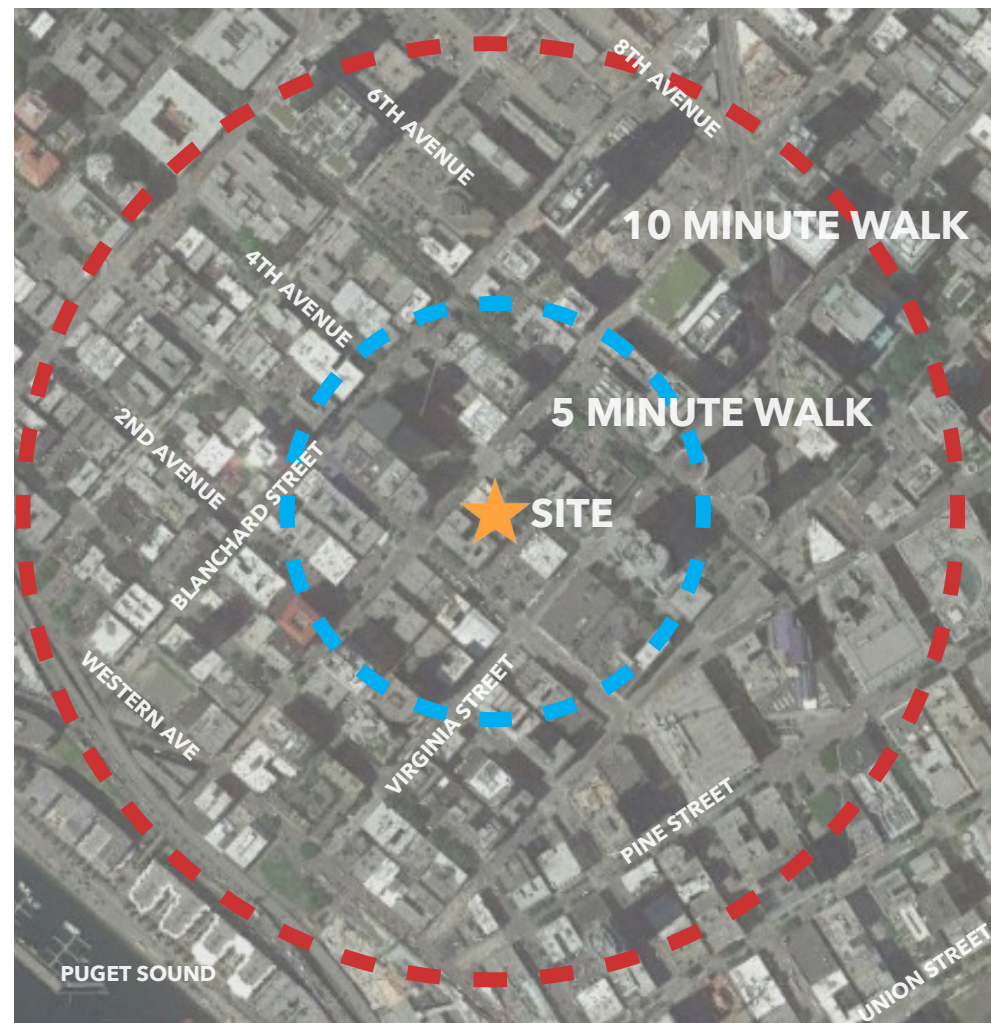 8TH AVENUE
6TH AVENUE
10 MINUTE WALK
4TH AVENUE
5 MINUTE WALK
2ND AVENUE
BLANCHARD STREET
SITE
WESTERN AVE
VIRGINIA STREET
PINE STREET
PUGET SOUND
UNION STREET